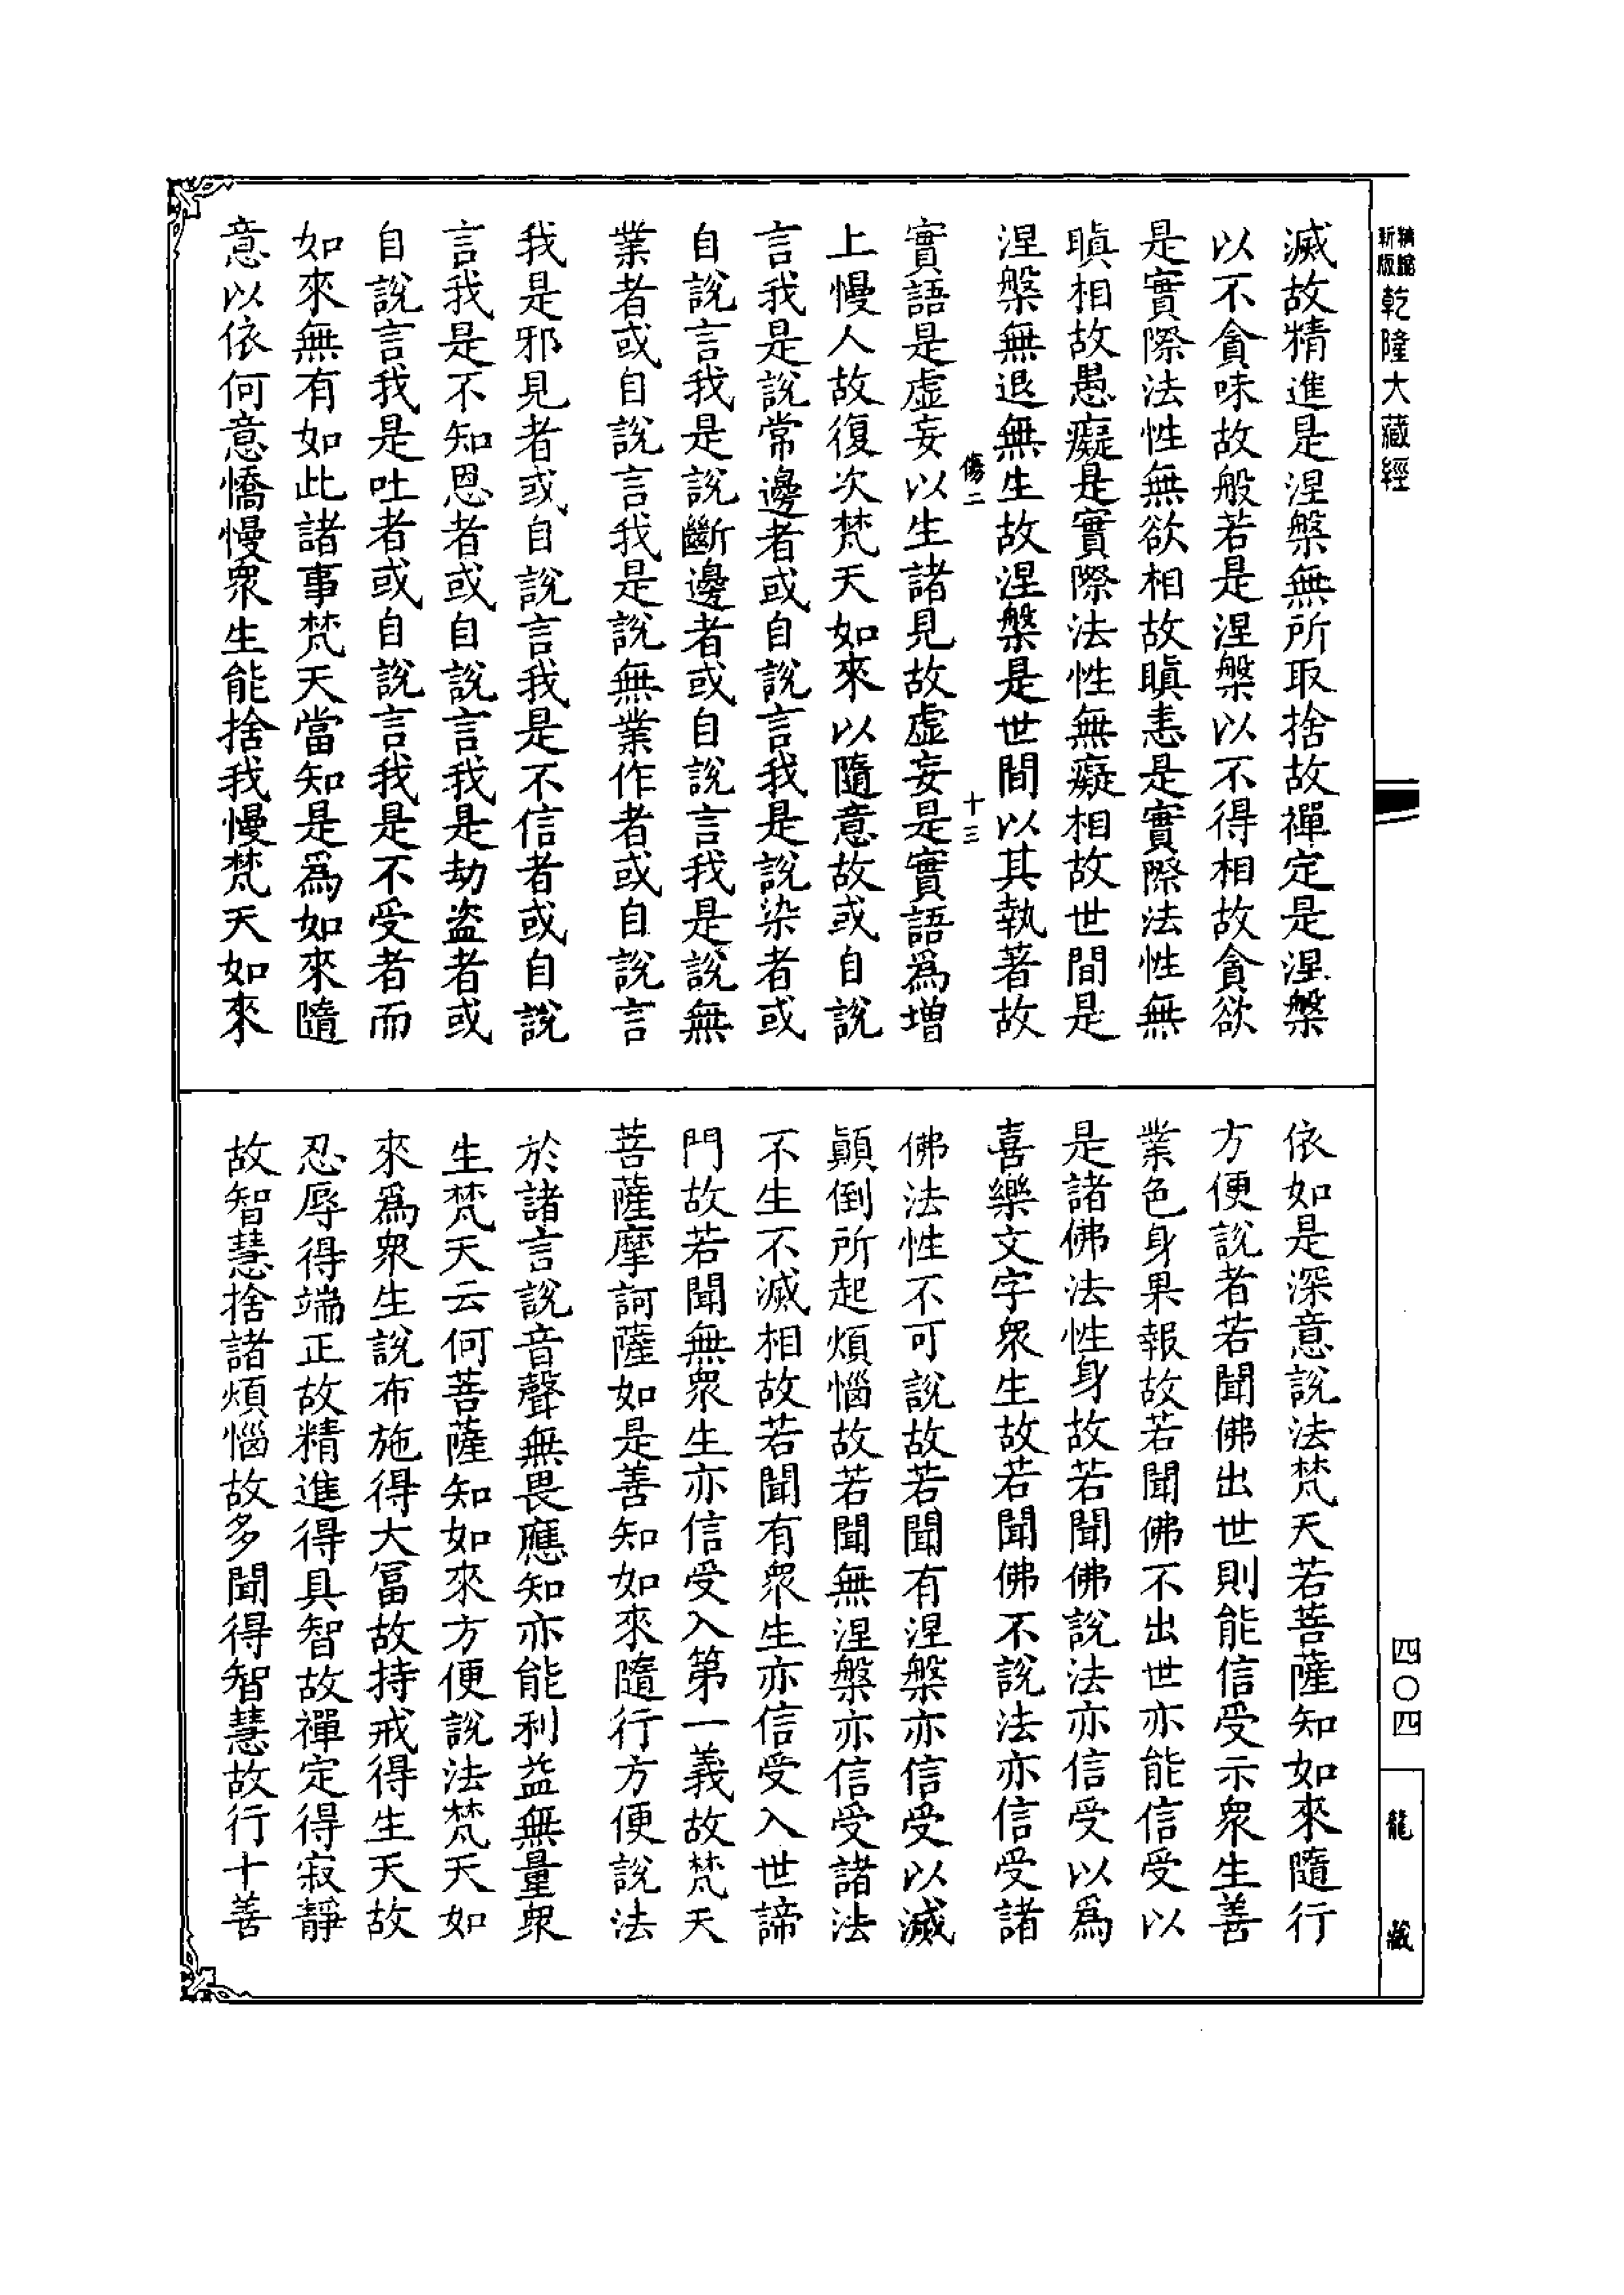 新版
精縮
乾隆大藏經
四〇四
龍藏
滅故精進是涅槃無所取捨故禪定是涅槃
以不貪味故般若是涅槃以不得相故貪欲
是實際法性無欲相故瞋恚是實際法性無
瞋相故愚癡是實際法性無癡相故世間是
涅槃無退無生故涅槃是世間以其執著故
傷二
十三
實語是虛妄以生諸見故虛妄是實語為增
上慢人故復次梵天如來以隨意故或自說
言我是說常邊者或自說言我是說染者或
自說言我是說斷邊者或自說言我是說無
業者或自說言我是說無業作者或自說言
我是邪見者或自說言我是不信者或自說
言我是不知恩者或自說言我是劫盜者或
自說言我是吐者或自說言我是不受者而
如來無有如此諸事梵天當知是為如來隨
意以依何意憍慢眾生能捨我慢梵天如來
依如是深意說法梵天若菩薩知如來隨行
方便說者若聞佛出世則能信受示眾生善
業色身果報故若聞佛不出世亦能信受以
是諸佛法性身故若聞佛說法亦信受以為
喜樂文字眾生故若聞佛不說法亦信受諸
佛法性不可說故若聞有涅槃亦信受以滅
顛倒所起煩惱故若聞無涅槃亦信受諸法
不生不滅相故若聞有眾生亦信受入世諦
門故若聞無眾生亦信受入第一義故梵天
菩薩摩訶薩如是善知如來隨行方便說法
於諸言說音聲無畏應知亦能利益無量眾
生梵天云何菩薩知如來方便說法梵天如
來為眾生說布施得大富故持戒得生天故
忍辱得端正故精進得具智故禪定得寂靜
故智慧捨諸煩惱故多聞得智慧故行十善